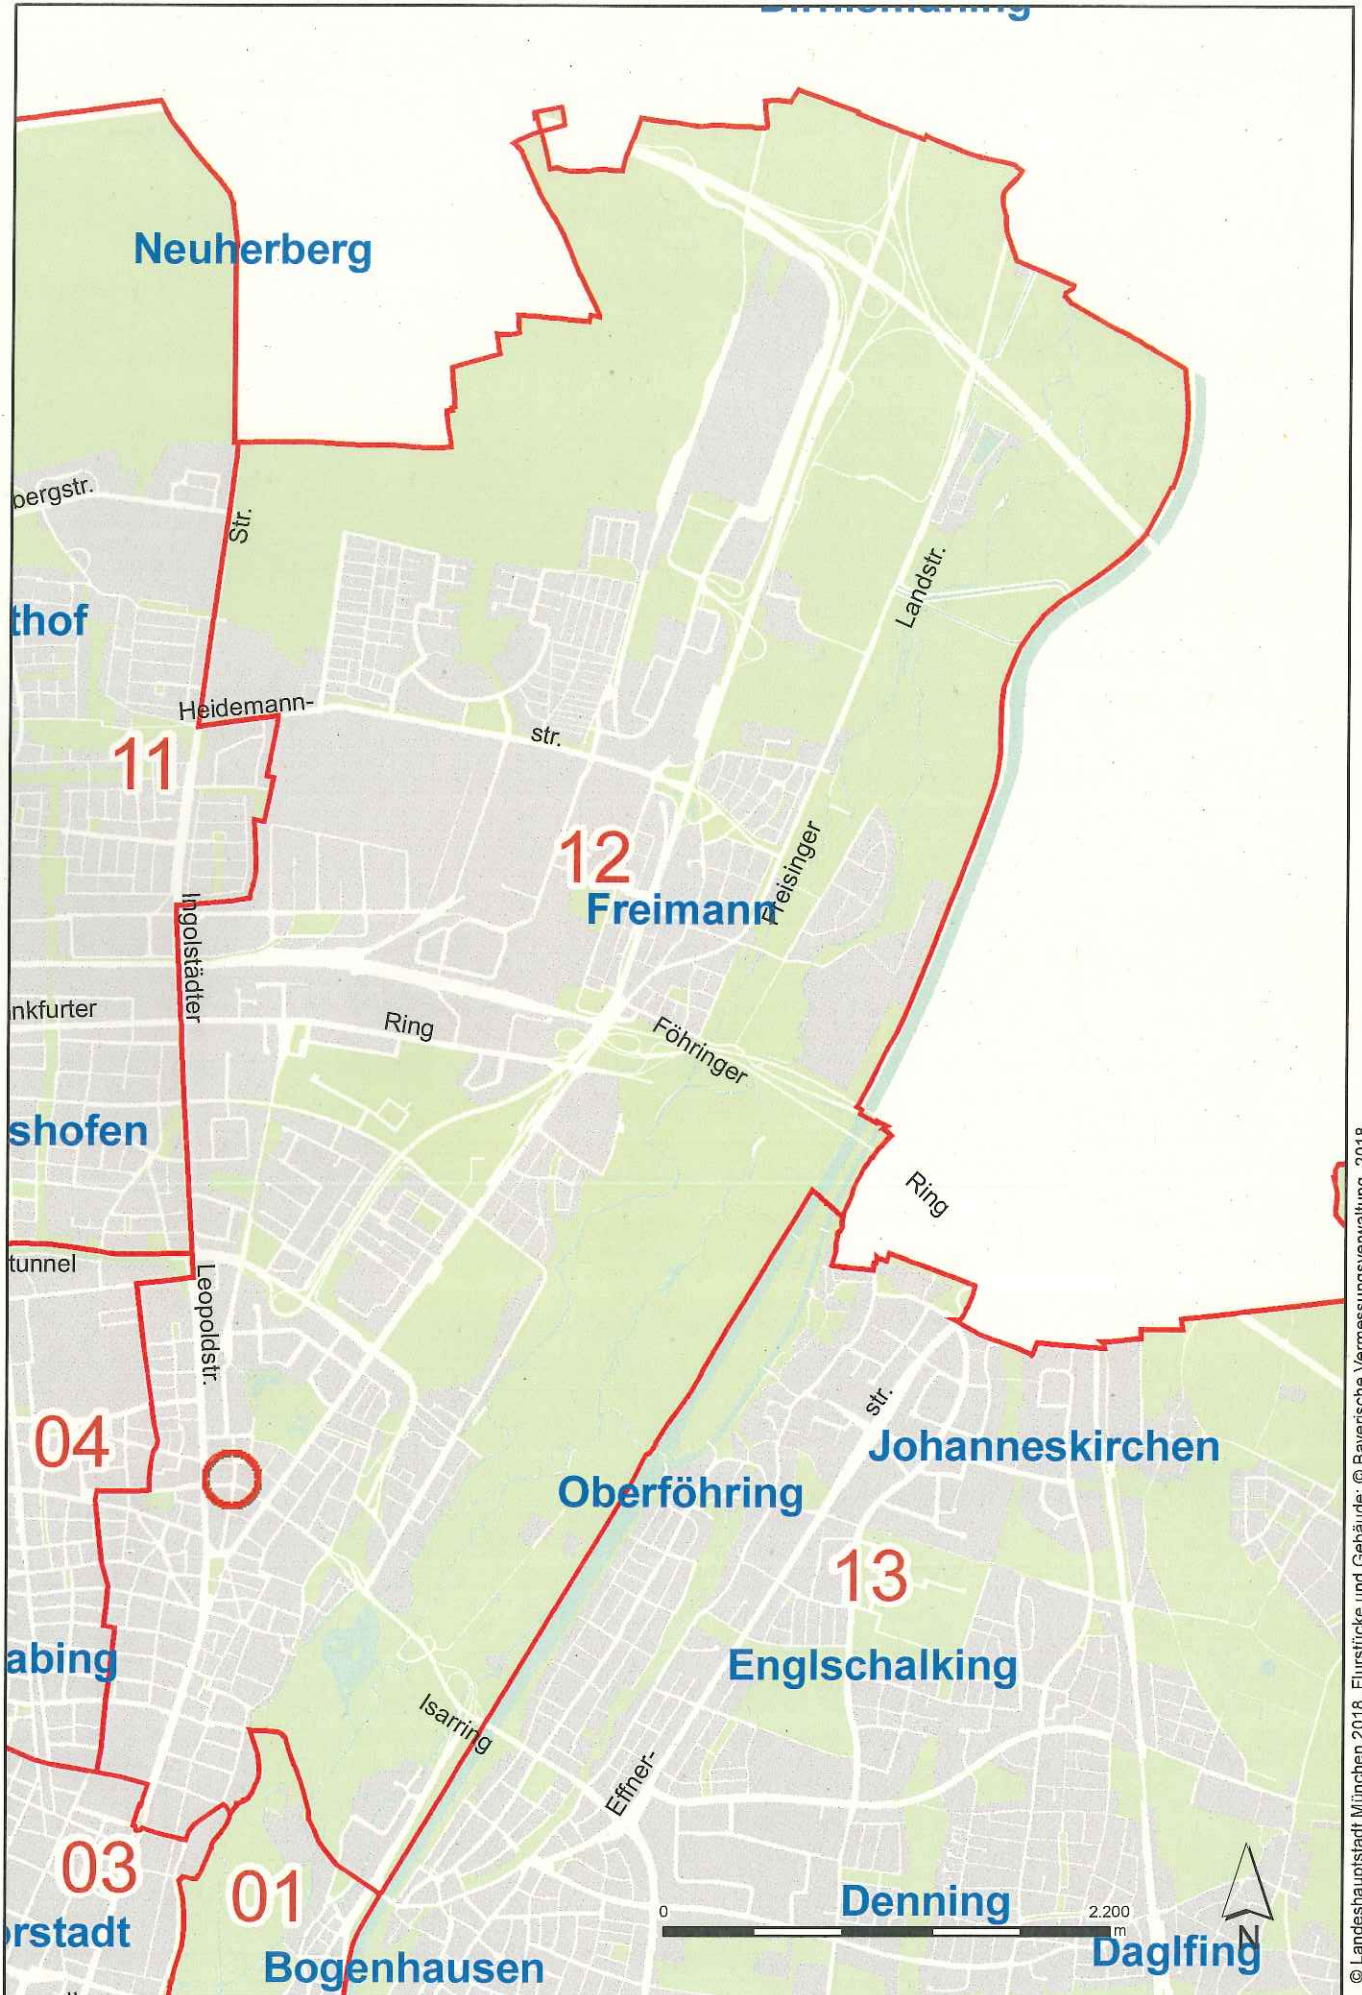 Neuherberg
bergstr.
Str.
Landstr.
thof
Heidemann-
str.
11
12
Freimann
Freisinger
Ingolstädter
nkfurter
Ring
Föhringer
shofen
Ring
tunnel
Leopoldstr.
str.
04
Johanneskirchen
Oberföhring
13
abing
Englschalking
Isarring
Effner-
03
01
Denning
0
2.200
m
orstadt
Bogenhausen
Daglfing
N
© Landeshauptstadt München 2018, Flurstücke und Gebäude: © Bayerische Vermessungsverwaltung, 2018